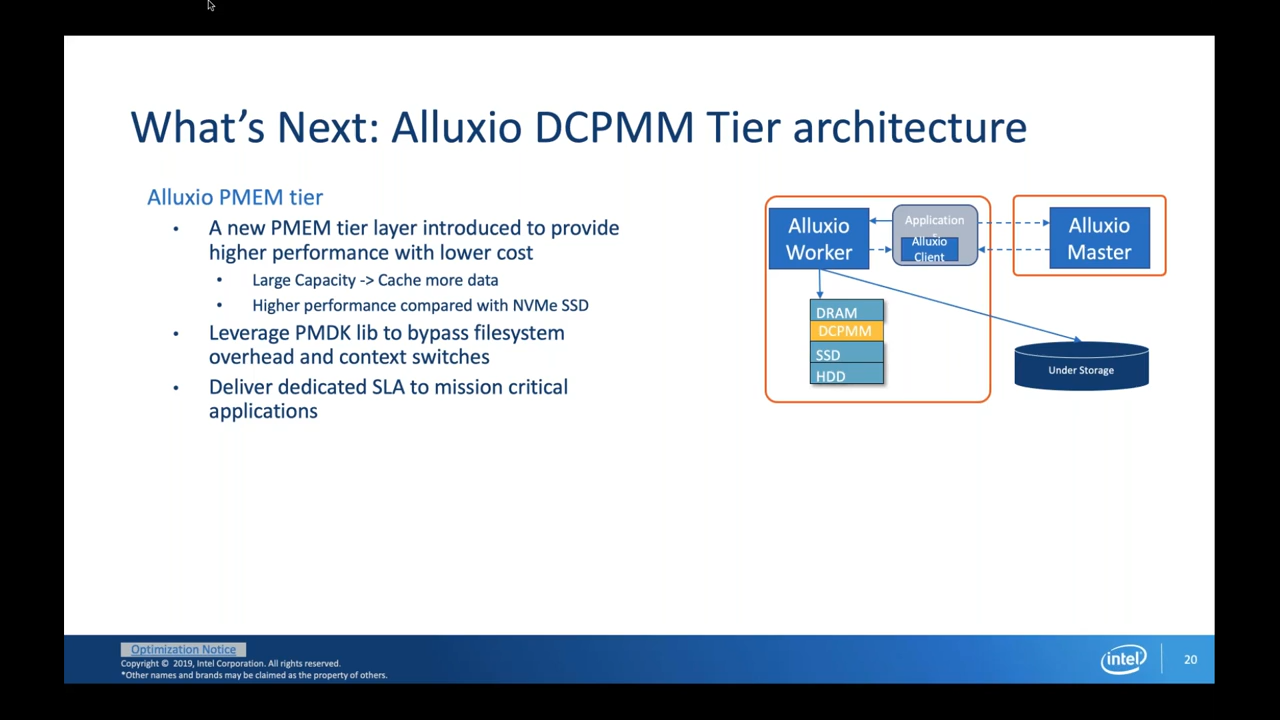 What's Next: Alluxio DCPMM Tier architecture
Alluxio PMEM tier
• A new PMEM tier layer introduced to provide
higher performance with lower cost
• Large Capacity -> Cache more data
• Higher performance compared with NVMe SSD
• Leverage PMDK lib to bypass filesystem
overhead and context switches
• Deliver dedicated SLA to mission critical
applications
Alluxio
Worker
Application
Alluxio
Client
Alluxio
Master
DRAM
DCPMM
SSD
HDD
Under Storage
Optimization Notice
Copyright © 2019, Intel Corporation. All rights reserved.
*Other names and brands may be claimed as the property of others.
intel
20